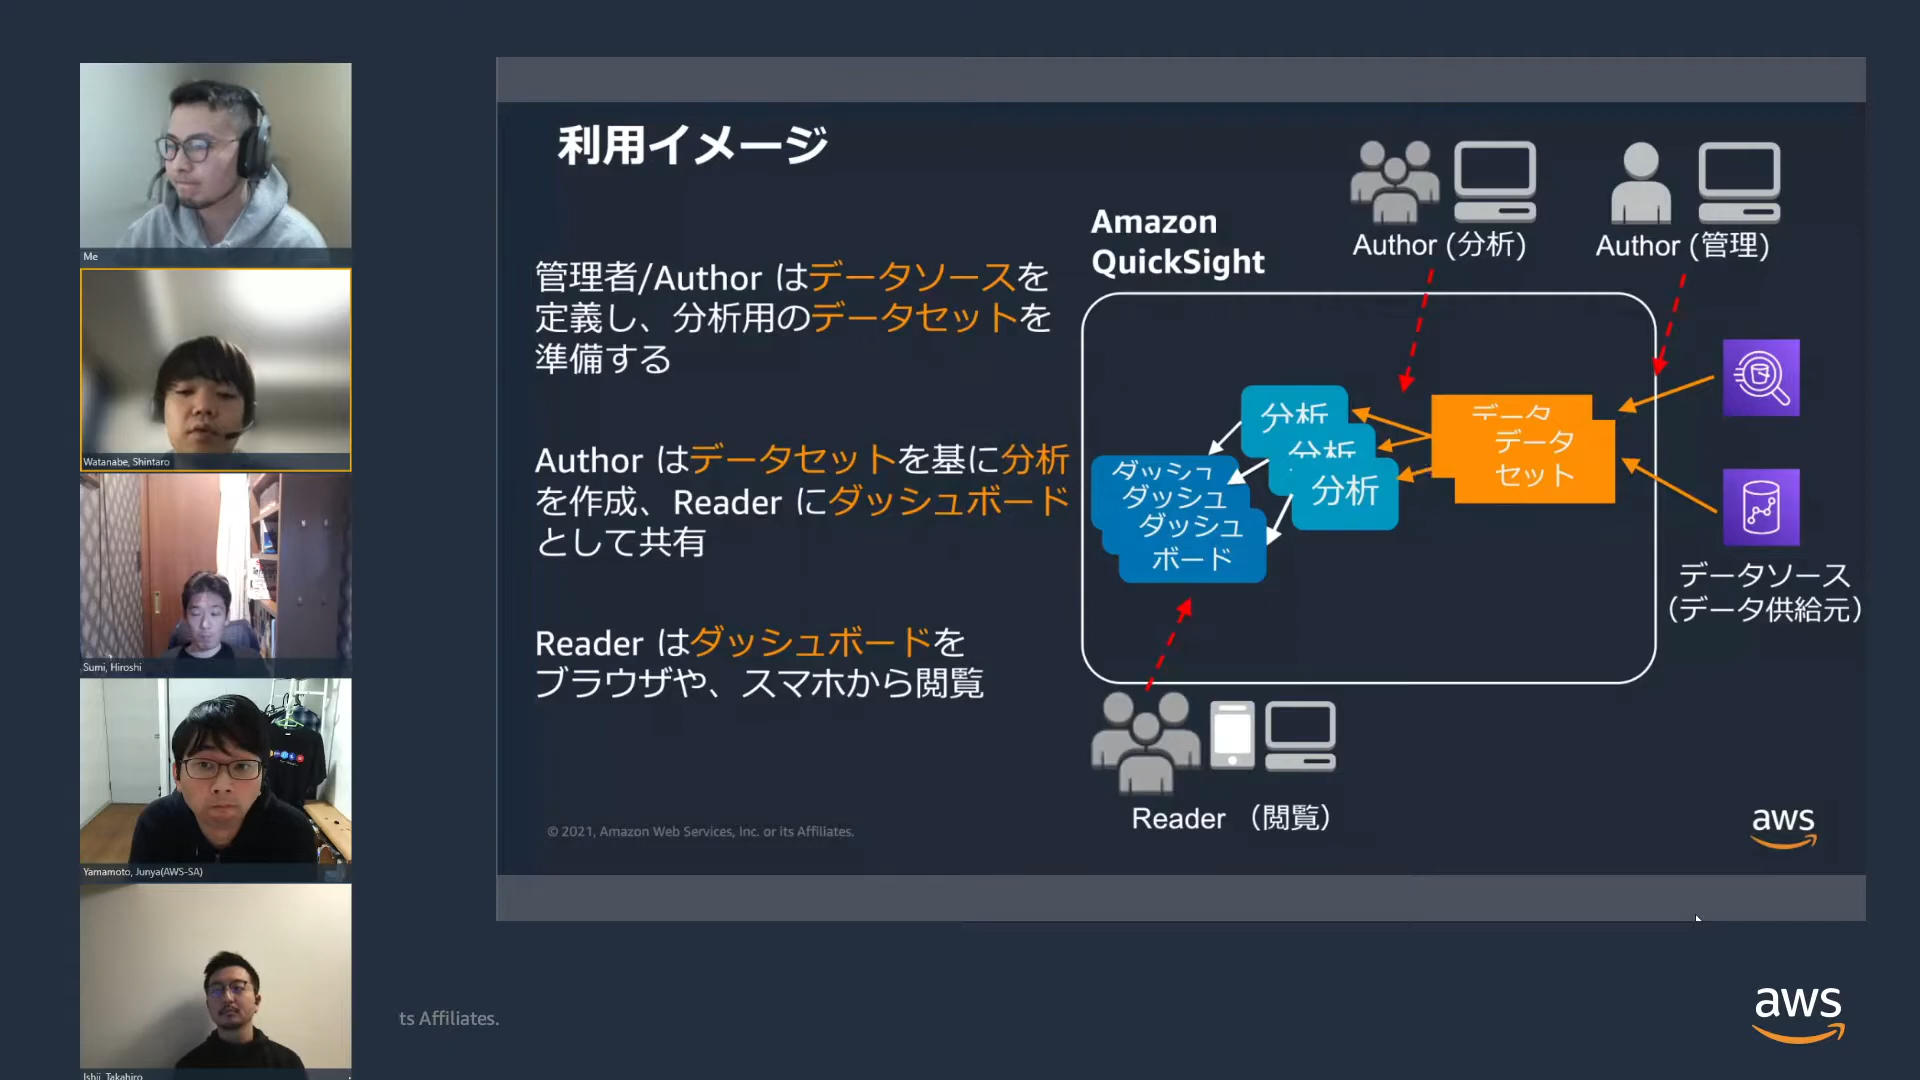 Me
Watanabe, Shintaro
Sumi, Hiroshi
Yamamoto, Junya(AWS-SA)
Ishii, Takahiro
利用イメージ
管理者/Author はデータソースを
定義し、分析用のデータセットを
準備する
Author はデータセットを基に分析
を作成、Reader にダッシュボード
として共有
Reader はダッシュボードを
ブラウザや、スマホから閲覧
Amazon
QuickSight
Author (分析)
Author (管理)
分析
分析
分析
データ
データ
セット
ダッシュ
ダッシュ
ダッシュ
ボード
データソース
（データ供給元）
Reader （閲覧）
© 2021, Amazon Web Services, Inc. or its Affiliates.
aws
ts Affiliates.
aws